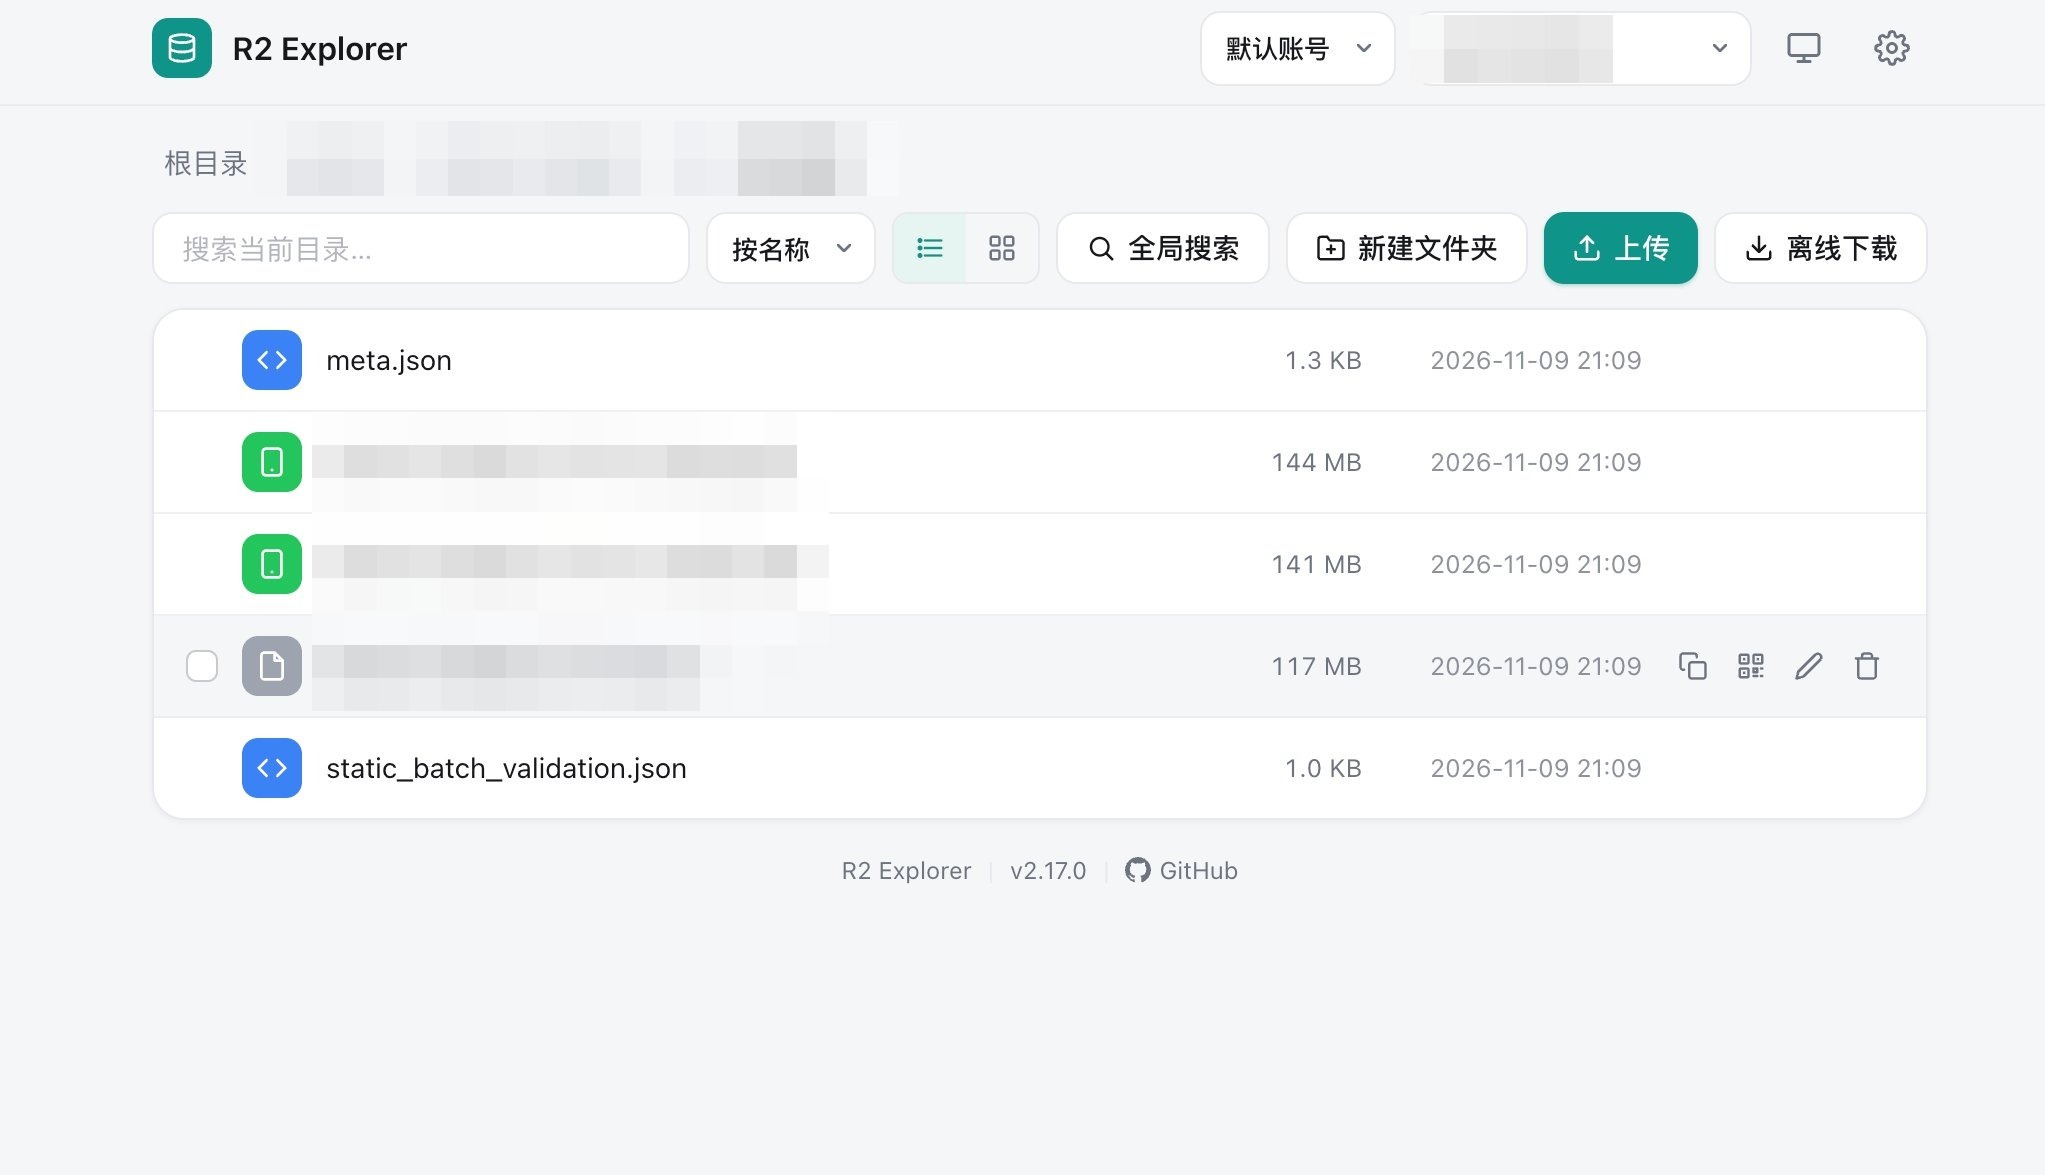 R2 Explorer 默认账号
根目录
搜索当前目录... 按名称 全局搜索 新建文件夹 上传 离线下载
meta.json 1.3 KB 2026-11-09 21:09
144 MB 2026-11-09 21:09
141 MB 2026-11-09 21:09
117 MB 2026-11-09 21:09
static_batch_validation.json 1.0 KB 2026-11-09 21:09
R2 Explorer v2.17.0 GitHub